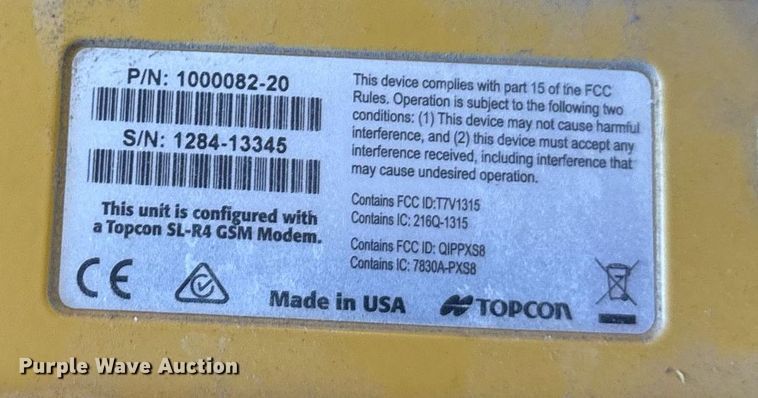 P/N: 1000082-20
S/N: 1284-13345
This unit is configured with
a Topcon SL-R4 GSM Modem.
This device complies with part 15 of the FCC
Rules. Operation is subject to the following two
conditions: (1) This device may not cause harmful
interference, and (2) this device must accept any
interference received, including interference that
may cause undesired operation.
Contains FCC ID:T7V1315
Contains IC: 216Q-1315
Contains FCC ID: QIPPXS8
Contains IC: 7830A-PXS8
CE
Made in USA
TOPCON
Purple Wave Auction